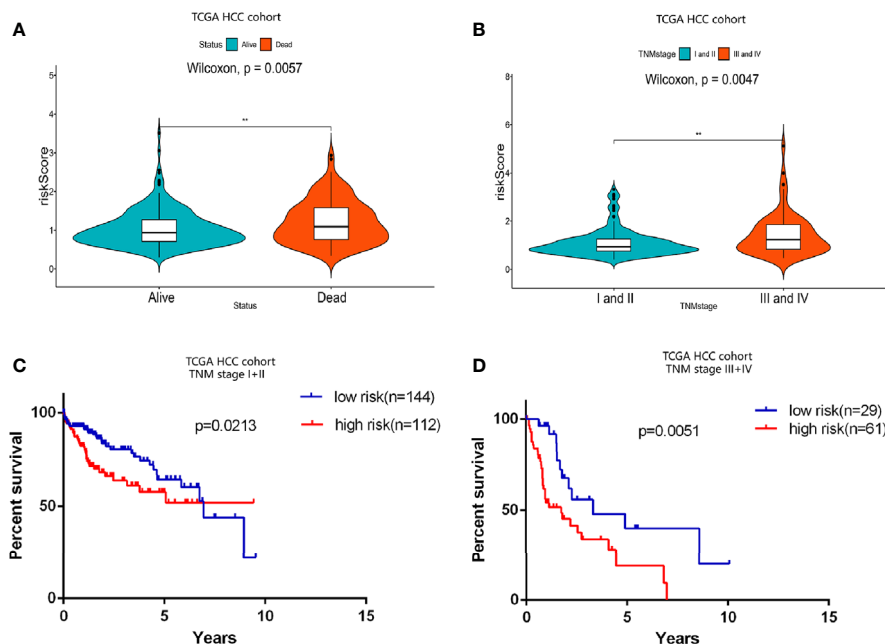 A
TCGA HCC cohort
Status Alive Dead
Wilcoxon, p = 0.0057
**
riskScore
5
4
3
2
1
0
Alive Dead
Status
B
TCGA HCC cohort
TNMstage I and II III and IV
Wilcoxon, p = 0.0047
**
riskScore
8
6
4
2
0
I and II III and IV
TNMstage
C
TCGA HCC cohort
TNM stage I+II
low risk(n=144)
high risk(n=112)
p=0.0213
Percent survival
100
50
0
0 5 10 15
Years
D
TCGA HCC cohort
TNM stage III+IV
low risk(n=29)
high risk(n=61)
p=0.0051
Percent survival
100
50
0
0 5 10 15
Years